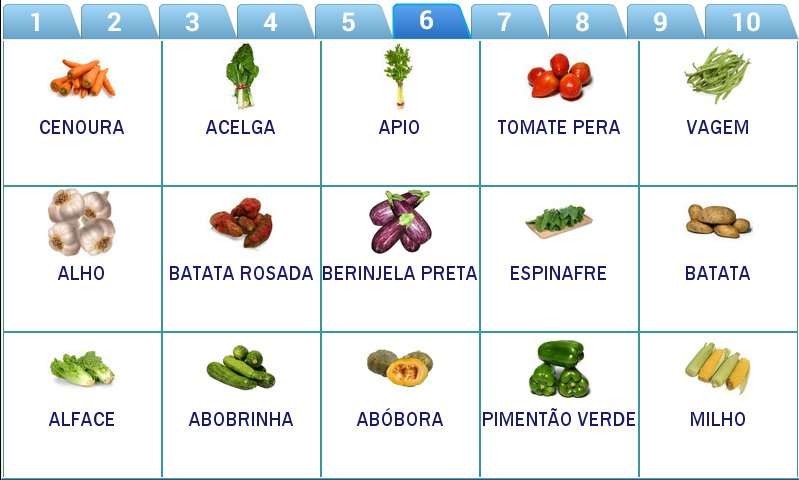 1 2 3 4 5 6 7 8 9 10
CENOURA ACELGA APIO TOMATE PERA VAGEM
ALHO BATATA ROSADA BERINJELA PRETA ESPINAFRE BATATA
ALFACE ABOBRINHA ABÓBORA PIMENTÃO VERDE MILHO